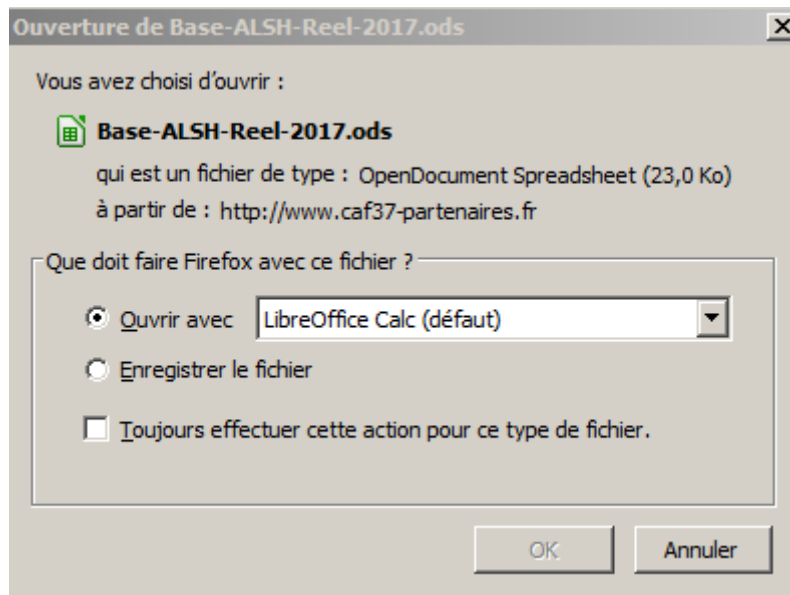 Ouverture de Base-ALSH-Reel-2017.ods
Vous avez choisi d'ouvrir :
Base-ALSH-Reel-2017.ods
qui est un fichier de type : OpenDocument Spreadsheet (23,0 Ko)
à partir de : http://www.caf37-partenaires.fr
Que doit faire Firefox avec ce fichier ?
Ouvrir avec LibreOffice Calc (défaut)
Enregistrer le fichier
Toujours effectuer cette action pour ce type de fichier.
OK Annuler